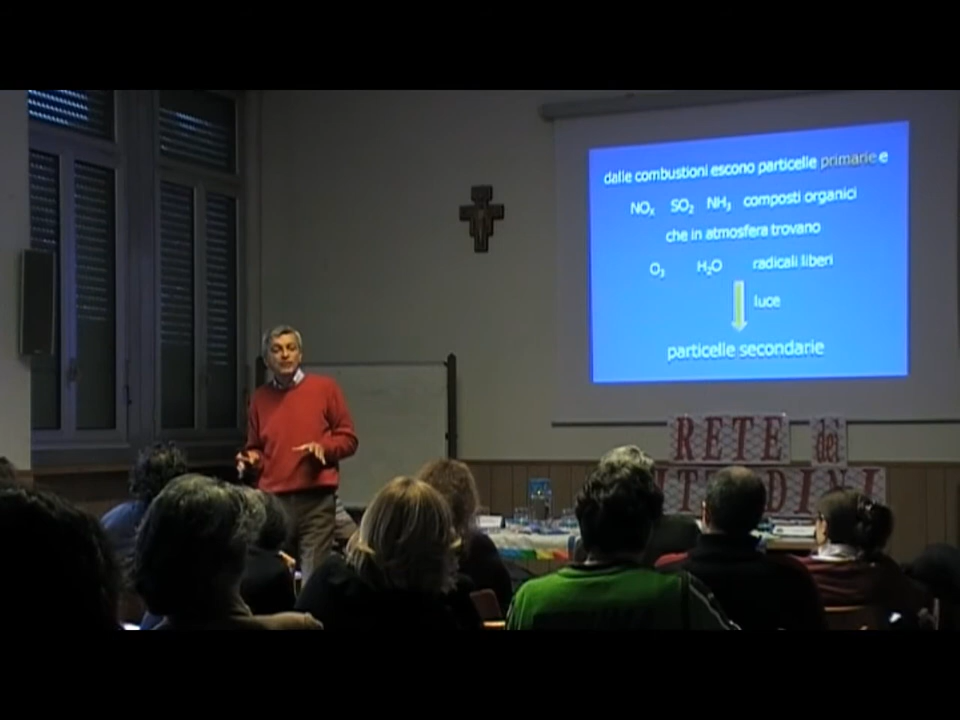 dalle combustioni escono particelle primarie e
NOx SO2 NH3 composti organici
che in atmosfera trovano
O3 H2O radicali liberi
luce
particelle secondarie
RETE dei